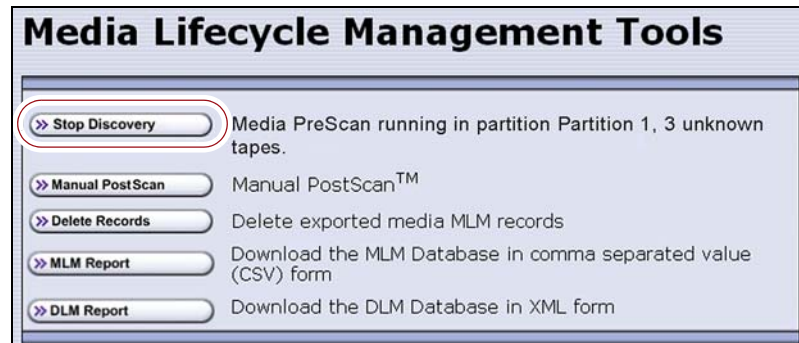 Media Lifecycle Management Tools
>> Stop Discovery Media PreScan running in partition Partition 1, 3 unknown
tapes.
>> Manual PostScan Manual PostScan™
>> Delete Records Delete exported media MLM records
>> MLM Report Download the MLM Database in comma separated value
(CSV) form
>> DLM Report Download the DLM Database in XML form